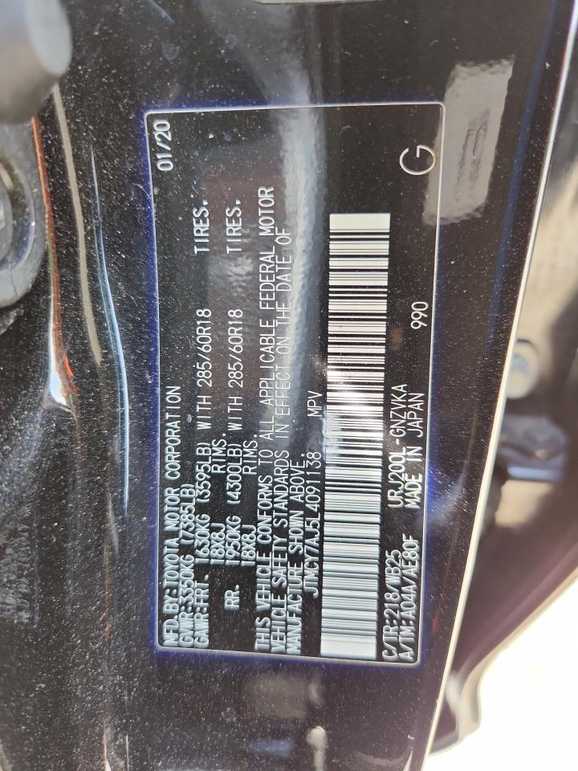 MFD.BY:TOYOTA MOTOR CORPORATION 01/20
GVWR:3350KG (7385LB)
GAWR:FR. 1630KG (3595LB) WITH 285/60R18 TIRES.
18X8J RIMS.
RR. 1950KG (4300LB) WITH 285/60R18 TIRES.
18X8J RIMS.
THIS VEHICLE CONFORMS TO ALL APPLICABLE FEDERAL MOTOR
VEHICLE SAFETY STANDARDS IN EFFECT ON THE DATE OF
MANUFACTURE SHOWN ABOVE.
JTMCY7AJ5L4091138 MPV
C/TR:218/WB25 URJ200L-GNZVKA 990
A/TM:A04A/AE80F MADE IN JAPAN
G